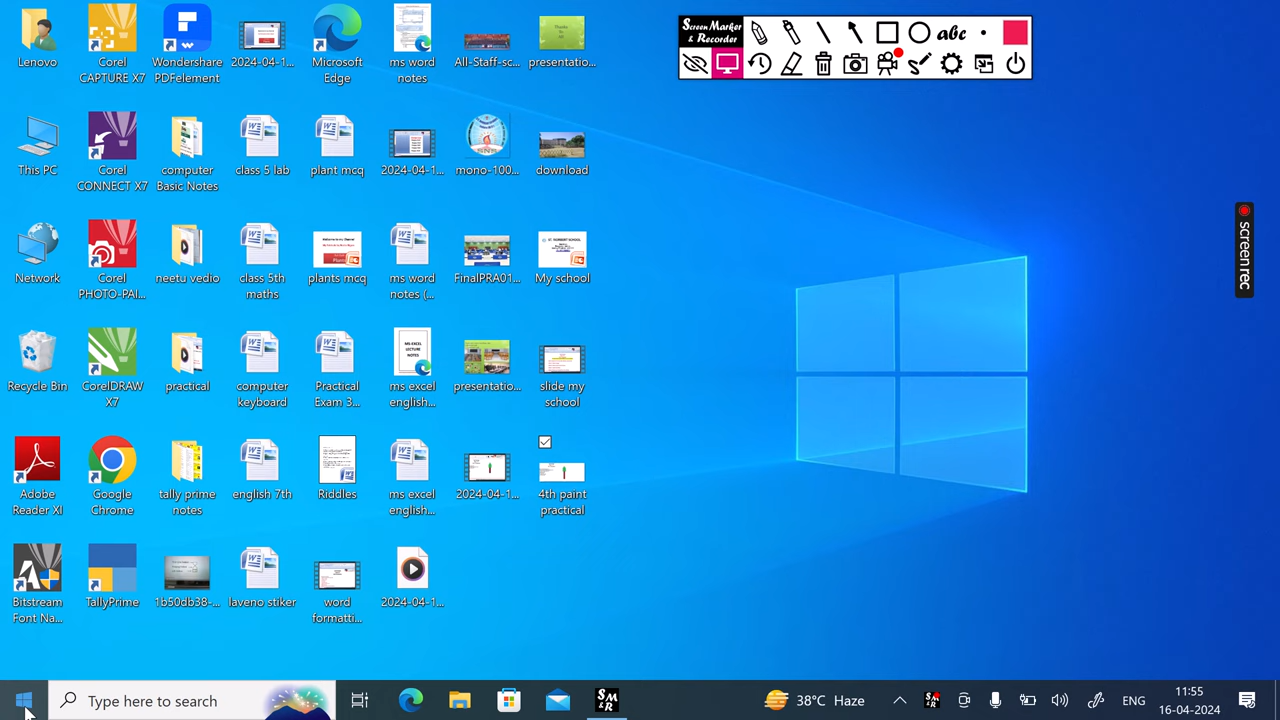 Lenovo
Corel
CAPTURE X7
Wondershare
PDFelement
2024-04-1...
Microsoft
Edge
ms word
notes
All-Staff-sc...
presentatio...
This PC
Corel
CONNECT X7
computer
Basic Notes
class 5 lab
plant mcq
2024-04-1...
mono-100...
download
Network
Corel
PHOTO-PAI...
neetu vedio
class 5th
maths
plants mcq
ms word
notes (...
FinalPRA01...
My school
Recycle Bin
CorelDRAW
X7
practical
computer
keyboard
Practical
Exam 3...
MS EXCEL
LECTURE
NOTES
ms excel
english...
presentatio...
slide my
school
Adobe
Reader XI
Google
Chrome
tally prime
notes
english 7th
Riddles
ms excel
english...
2024-04-1...
4th paint
practical
Bitstream
Font Na...
TallyPrime
1b50db38-...
laveno stiker
word
formatti...
2024-04-1...
Screen Marker
& Recorder
abc
screenrec
Type here to search
S M
& R
38°C Haze
ENG
11:55
16-04-2024